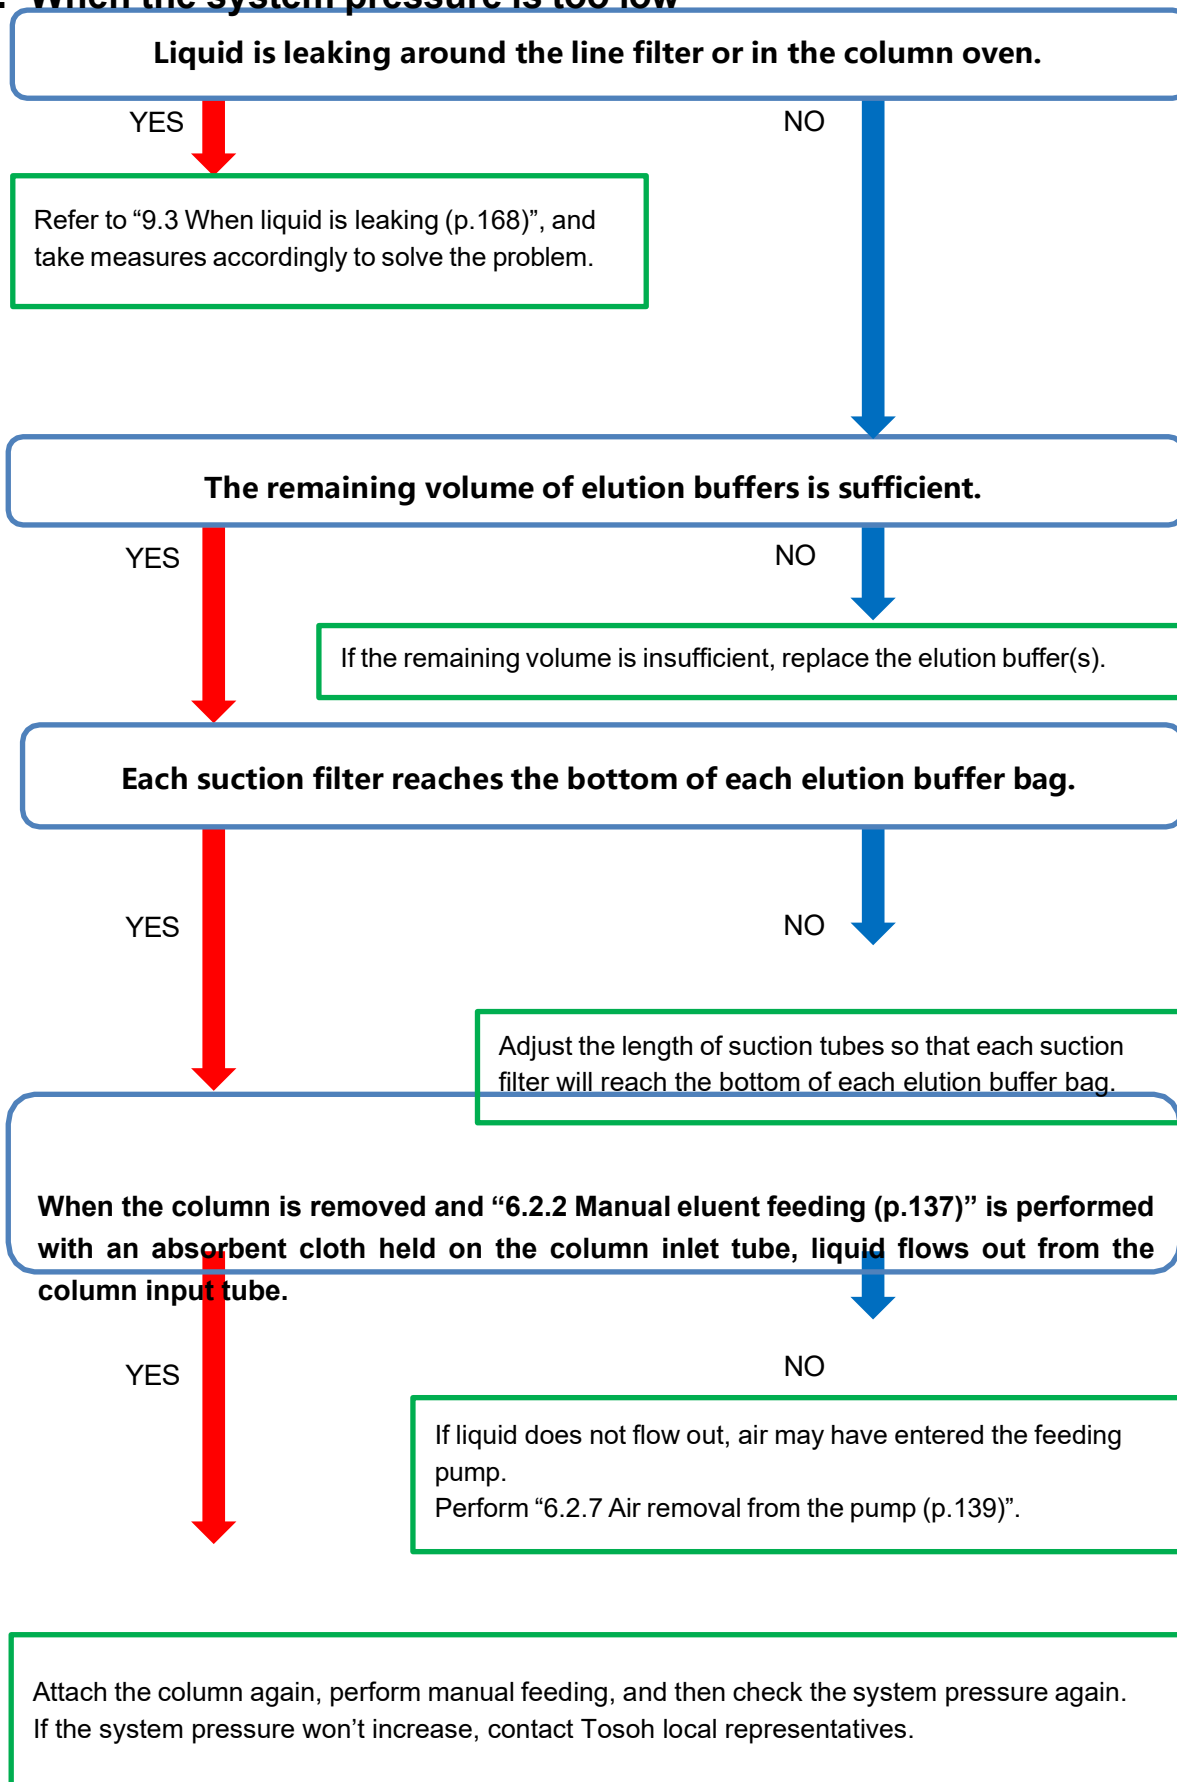 When the system pressure is too low
Liquid is leaking around the line filter or in the column oven.
YES
NO
Refer to “9.3 When liquid is leaking (p.168)”, and
take measures accordingly to solve the problem.
The remaining volume of elution buffers is sufficient.
YES
NO
If the remaining volume is insufficient, replace the elution buffer(s).
Each suction filter reaches the bottom of each elution buffer bag.
YES
NO
Adjust the length of suction tubes so that each suction
filter will reach the bottom of each elution buffer bag.
When the column is removed and “6.2.2 Manual eluent feeding (p.137)” is performed
with an absorbent cloth held on the column inlet tube, liquid flows out from the
column input tube.
YES
NO
If liquid does not flow out, air may have entered the feeding
pump.
Perform “6.2.7 Air removal from the pump (p.139)”.
Attach the column again, perform manual feeding, and then check the system pressure again.
If the system pressure won’t increase, contact Tosoh local representatives.